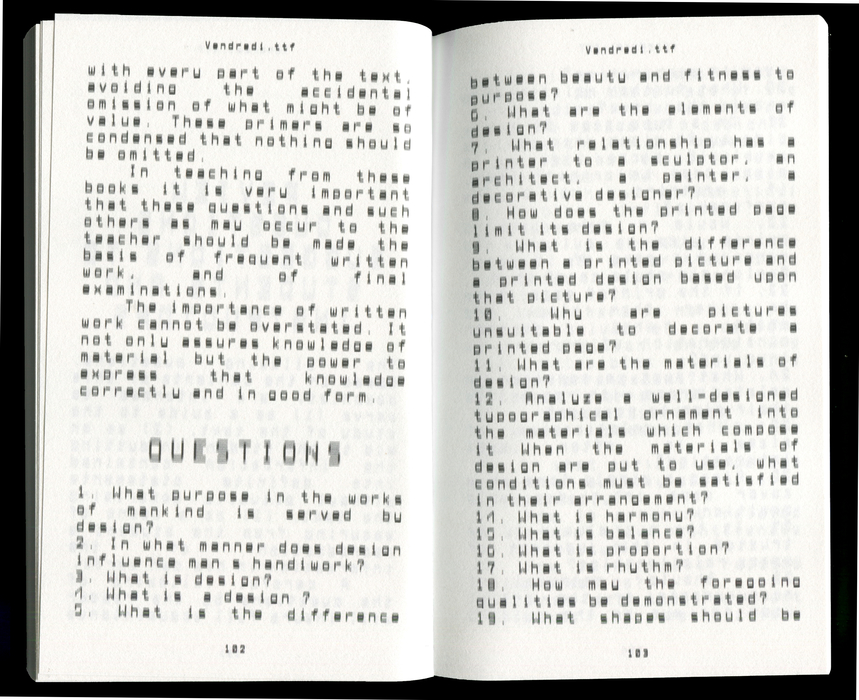 Vendredi.ttf
with every part of the text,
avoiding the accidental
omission of what might be of
value. These primers are so
condensed that nothing should
be omitted.
In teaching from these
books it is very important
that these questions and such
others as may occur to the
teacher should be made the
basis of frequent written
work, and of final
examinations.
The importance of written
work cannot be overstated. It
not only assures knowledge of
material but the power to
express that knowledge
correctly and in good form.
QUESTIONS
1. What purpose in the works
of mankind is served by
design?
2. In what manner does design
influence man s handiwork?
3. What is design?
4 What is a design ?
5 What is the difference
102
Vendredi.ttf
between beauty and fitness to
purpose?
6. What are the elements of
design?
7. What relationship has a
printer to a sculptor, an
architect, a painter, a
decorative designer?
8. How does the printed page
limit its design?
9. What is the difference
between a printed picture and
a printed design based upon
that picture?
10. Why are pictures
unsuitable to decorate a
printed page?
11. What are the materials of
design?
12. Analyze a well-designed
typographical ornament into
the materials which compose
it When the materials of
design are put to use, what
conditions must be satisfied
in their arrangement?
14. What is harmony?
15. What is balance?
16. What is proportion?
17. What is rhythm?
18. How may the foregoing
qualities be demonstrated?
19. What shapes should be
103